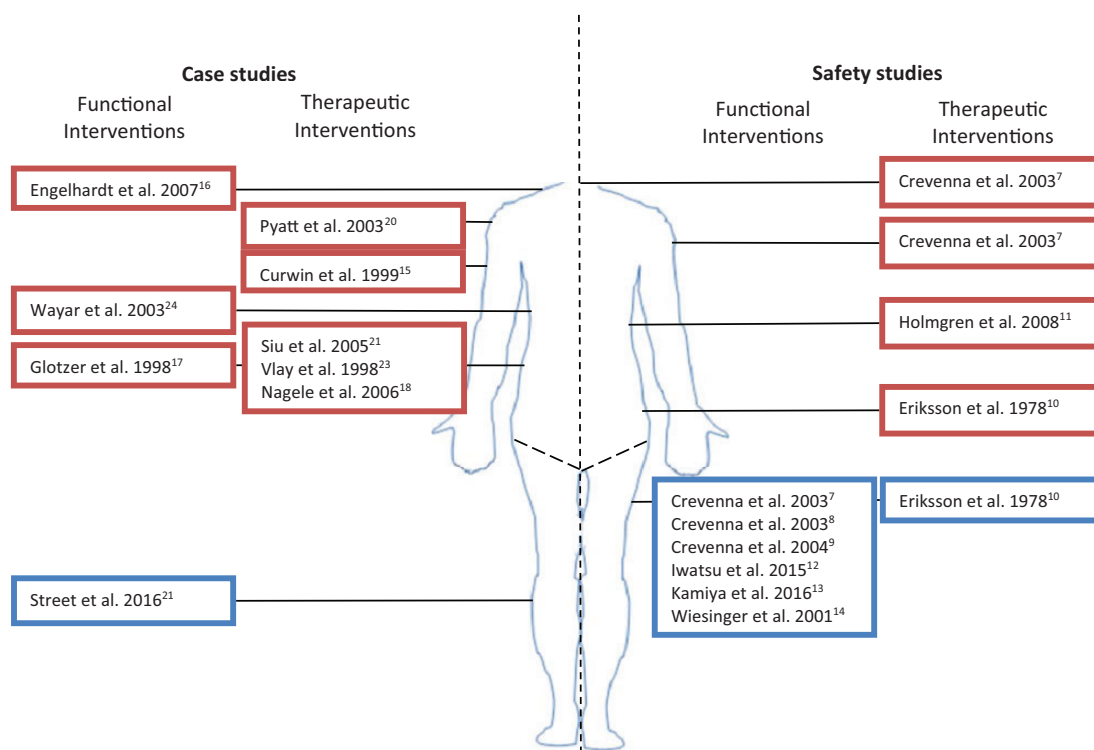 Case studies
Functional
Interventions
Therapeutic
Interventions
Engelhardt et al. 2007¹⁶
Pyatt et al. 2003²⁰
Curwin et al. 1999¹⁵
Wayar et al. 2003²⁴
Glotzer et al. 1998¹⁷
Siu et al. 2005²¹
Vlay et al. 1998²³
Nagele et al. 2006¹⁸
Street et al. 2016²¹
Safety studies
Functional
Interventions
Therapeutic
Interventions
Crevenna et al. 2003⁷
Crevenna et al. 2003⁷
Holmgren et al. 2008¹¹
Eriksson et al. 1978¹⁰
Crevenna et al. 2003⁷
Crevenna et al. 2003⁸
Crevenna et al. 2004⁹
Iwatsu et al. 2015¹²
Kamiya et al. 2016¹³
Wiesinger et al. 2001¹⁴
Eriksson et al. 1978¹⁰